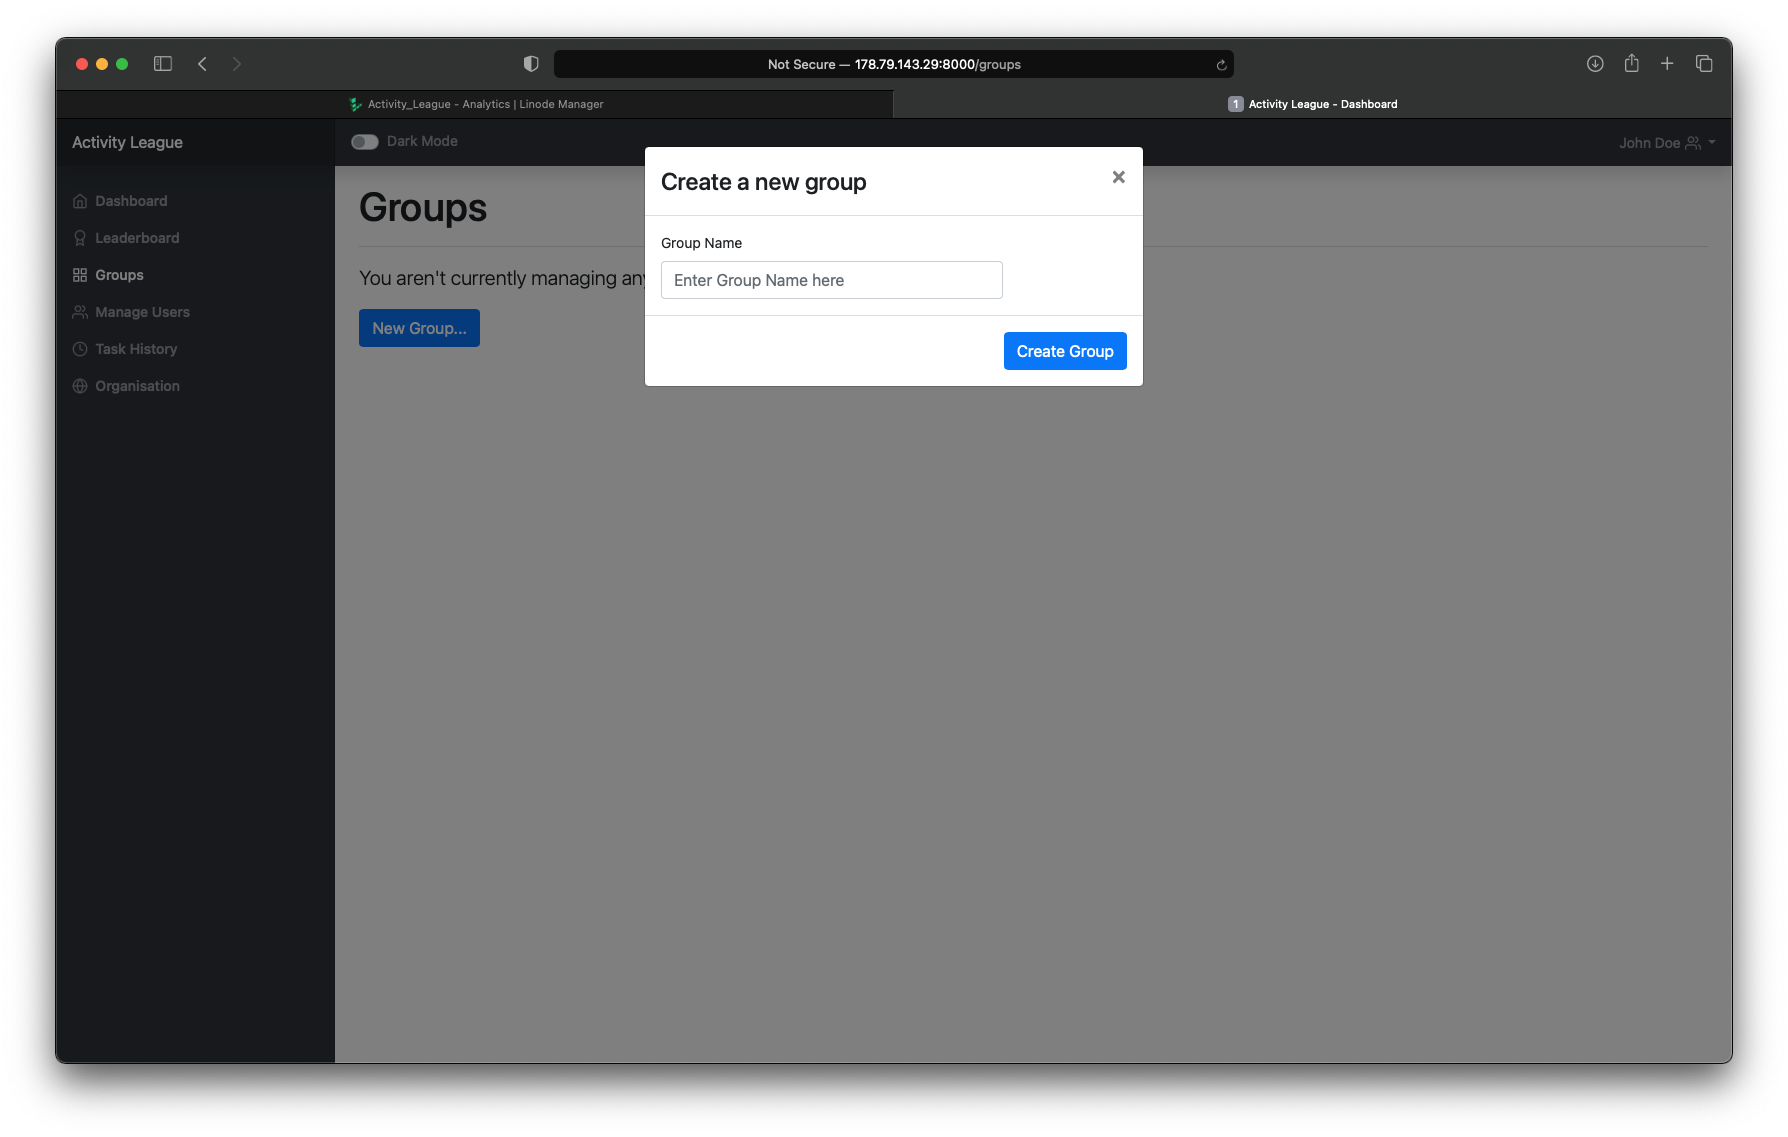 Not Secure — 178.79.143.29:8000/groups
Activity_League - Analytics | Linode Manager
1 Activity League - Dashboard
Activity League
Dark Mode
John Doe
Dashboard
Leaderboard
Groups
Manage Users
Task History
Organisation
Groups
You aren't currently managing
New Group...
Create a new group
×
Group Name
Enter Group Name here
Create Group